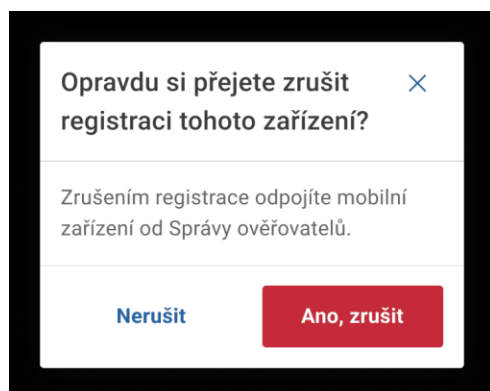 Opravdu si přejete zrušit
registraci tohoto zařízení?
Zrušením registrace odpojíte mobilní
zařízení od Správy ověřovatelů.
Nerušit
Ano, zrušit